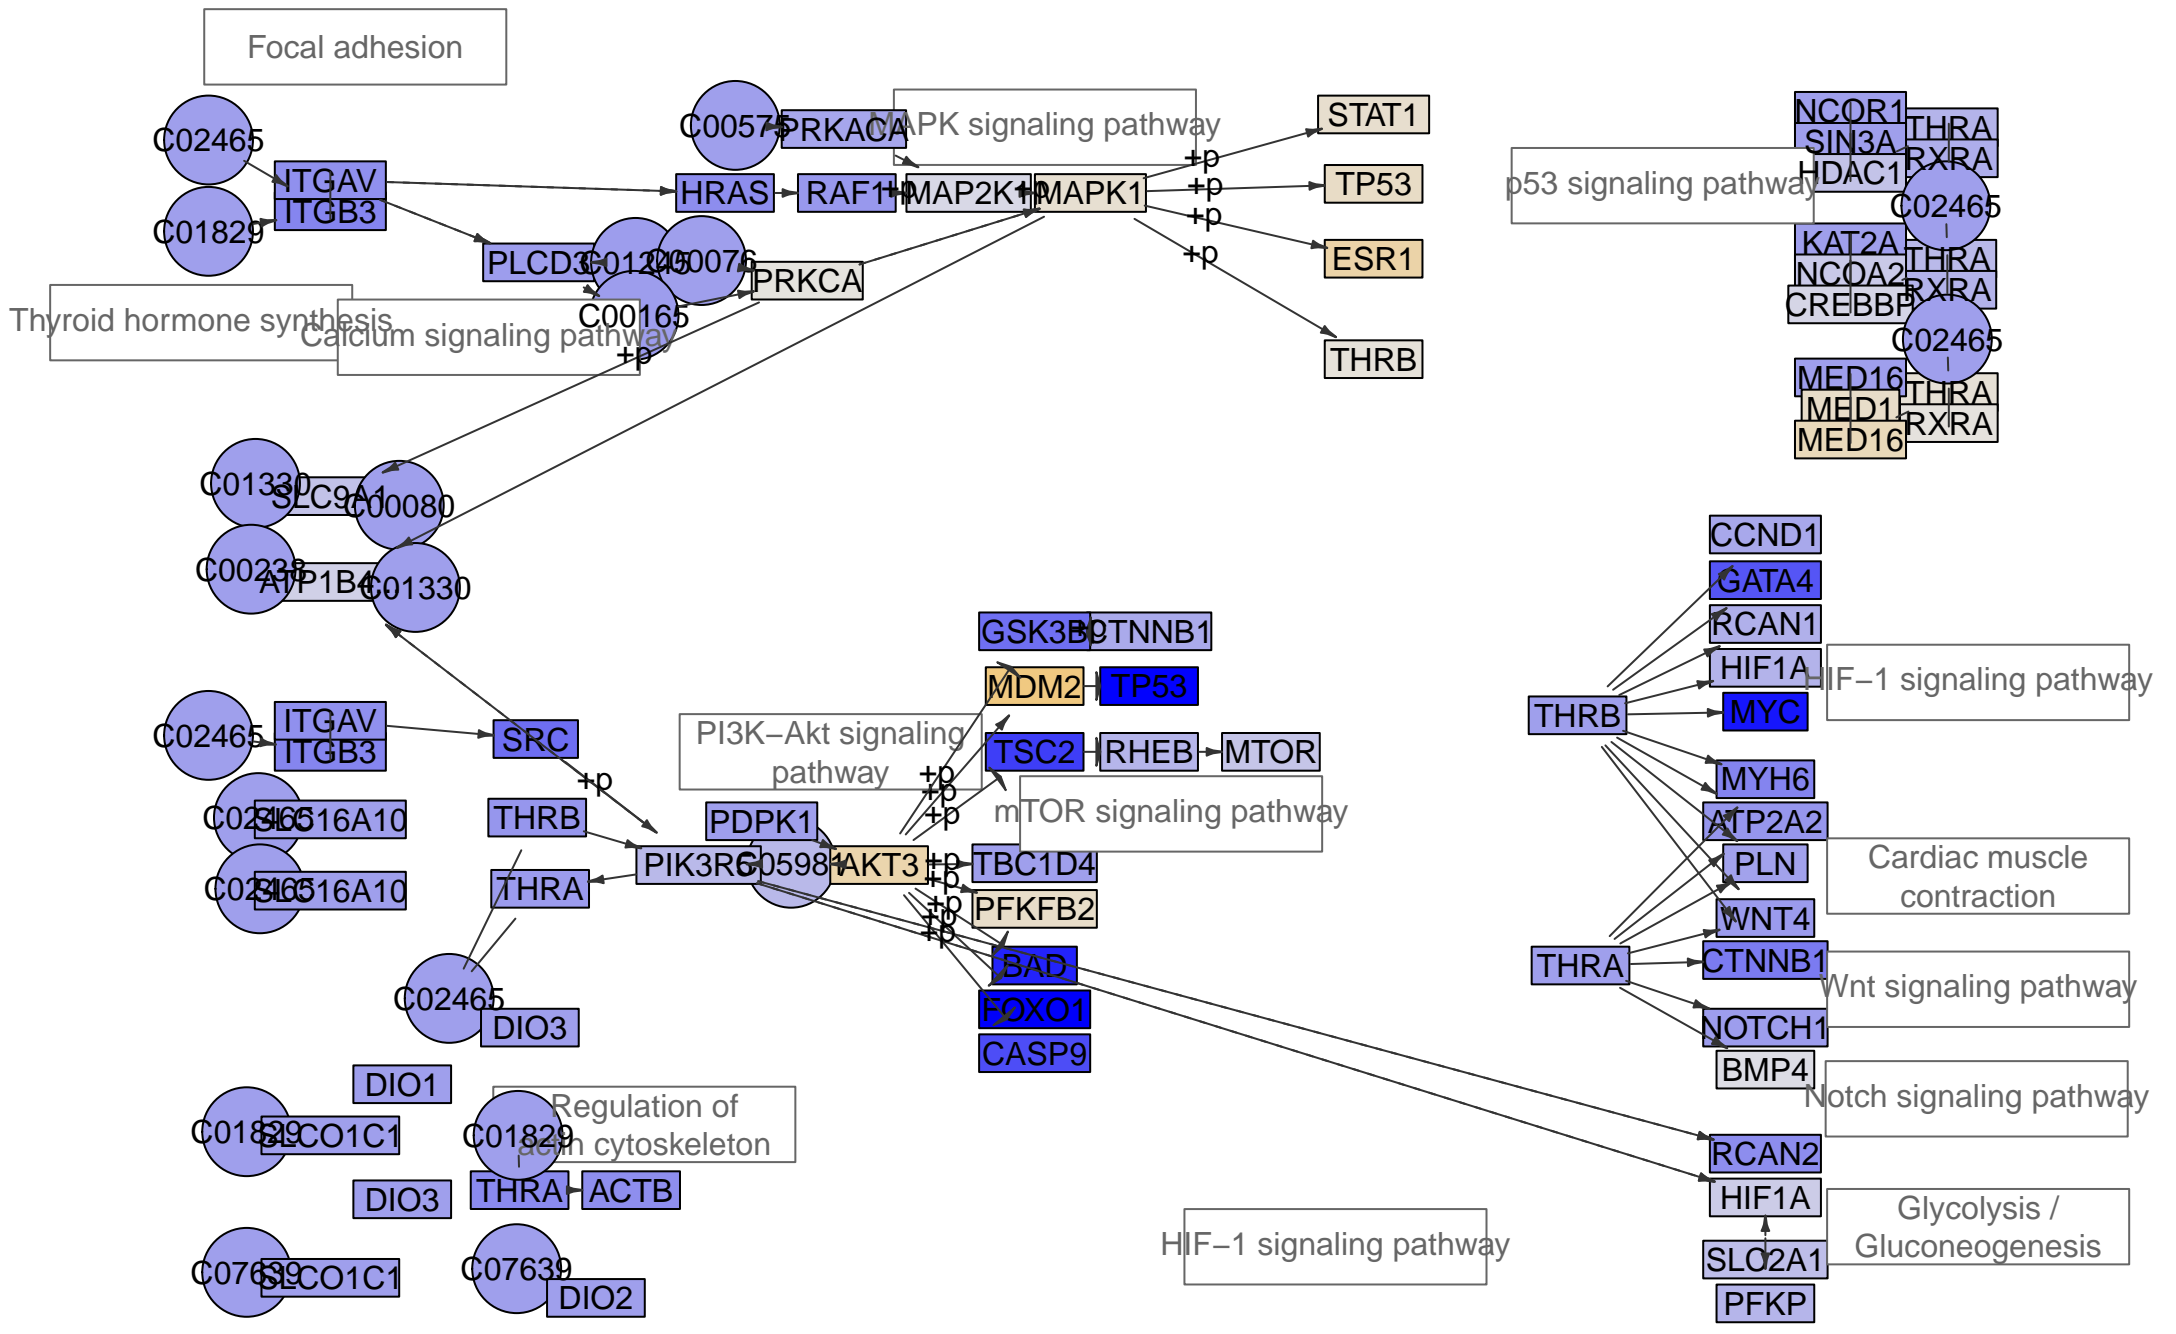 Focal adhesion
C02465
C01829
ITGAV
ITGB3
C00575
PRKACA
MAPK signaling pathway
HRAS
RAF1
+p
MAP2K1
+p
MAPK1
+p
+p
+p
+p
STAT1
TP53
ESR1
THRB
PLCD3
C01245
C00076
C00165
PRKCA
Thyroid hormone synthesis
Calcium signaling pathway
+p
NCOR1
SIN3A
HDAC1
THRA
RXRA
C02465
p53 signaling pathway
KAT2A
NCOA2
CREBBP
THRA
RXRA
C02465
MED16
MED1
MED16
THRA
RXRA
C01330
SLC9A1
C00080
C00238
ATP1B4...
C01330
CCND1
GATA4
RCAN1
HIF1A
MYC
HIF−1 signaling pathway
THRB
MYH6
ATP2A2
PLN
WNT4
CTNNB1
NOTCH1
BMP4
THRA
Cardiac muscle
contraction
Wnt signaling pathway
Notch signaling pathway
GSK3B
+p
CTNNB1
MDM2
TP53
TSC2
RHEB
MTOR
PI3K−Akt signaling
pathway
mTOR signaling pathway
+p
+p
+p
C02465
ITGAV
ITGB3
SRC
+p
C02465
SLC16A10
THRB
C02465
SLC16A10
THRA
PIK3R6
PDPK1
C05981
AKT3
+p
+p
+p
+p
+p
TBC1D4
PFKFB2
BAD
FOXO1
CASP9
C02465
DIO3
DIO1
C01829
SLCO1C1
C01829
Regulation of
actin cytoskeleton
DIO3
THRA
ACTB
C07639
SLCO1C1
C07639
DIO2
HIF−1 signaling pathway
RCAN2
HIF1A
SLC2A1
PFKP
Glycolysis /
Gluconeogenesis